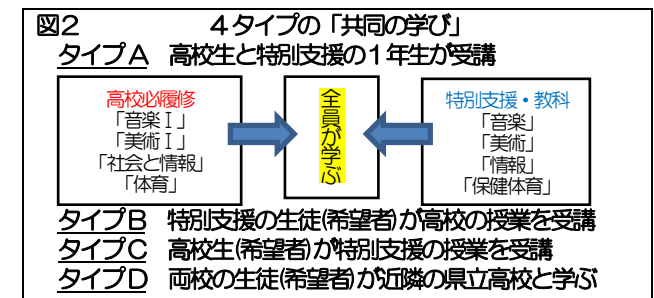 図2 4タイプの「共同の学び」
タイプA 高校生と特別支援の1年生が受講
高校必履修
「音楽Ⅰ」
「美術Ⅰ」
「社会と情報」
「体育」
全員が学ぶ
特別支援・教科
「音楽」
「美術」
「情報」
「保健体育」
タイプB 特別支援の生徒(希望者)が高校の授業を受講
タイプC 高校生(希望者)が特別支援の授業を受講
タイプD 両校の生徒(希望者)が近隣の県立高校と学ぶ